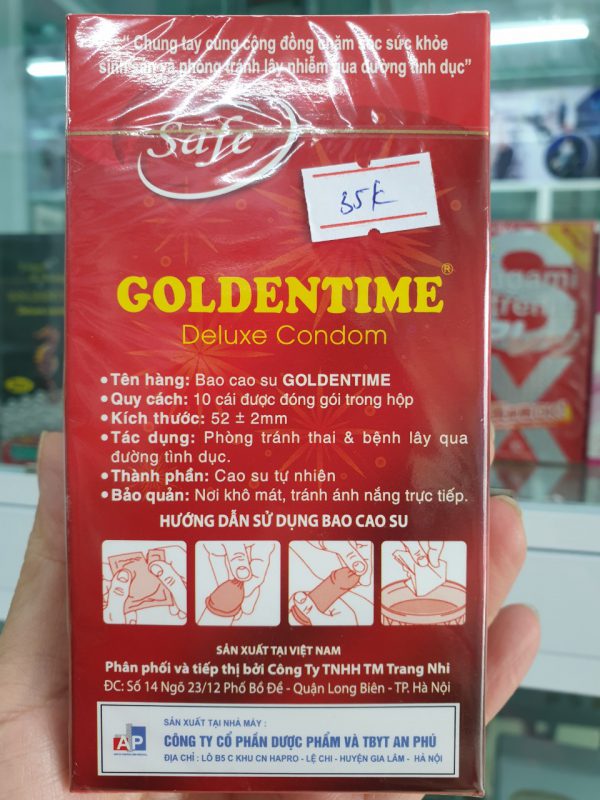 “ Chung tay cùng cộng đồng chăm sóc sức khỏe
sinh sản và phòng tránh lây nhiễm qua đường tình dục”
Safe
35k
GOLDENTIME®
Deluxe Condom
• Tên hàng: Bao cao su GOLDENTIME
• Quy cách: 10 cái được đóng gói trong hộp
• Kích thước: 52 ± 2mm
• Tác dụng: Phòng tránh thai & bệnh lây qua
đường tình dục.
• Thành phần: Cao su tự nhiên
• Bảo quản: Nơi khô mát, tránh ánh nắng trực tiếp.
HƯỚNG DẪN SỬ DỤNG BAO CAO SU
SẢN XUẤT TẠI VIỆT NAM
Phân phối và tiếp thị bởi Công Ty TNHH TM Trang Nhi
ĐC: Số 14 Ngõ 23/12 Phố Bồ Đề - Quận Long Biên - TP. Hà Nội
AP
SẢN XUẤT TẠI NHÀ MÁY :
CÔNG TY CỔ PHẦN DƯỢC PHẨM VÀ TBYT AN PHÚ
ĐỊA CHỈ : LÔ B5 C KHU CN HAPRO - LỆ CHI - HUYỆN GIA LÂM - HÀ NỘI